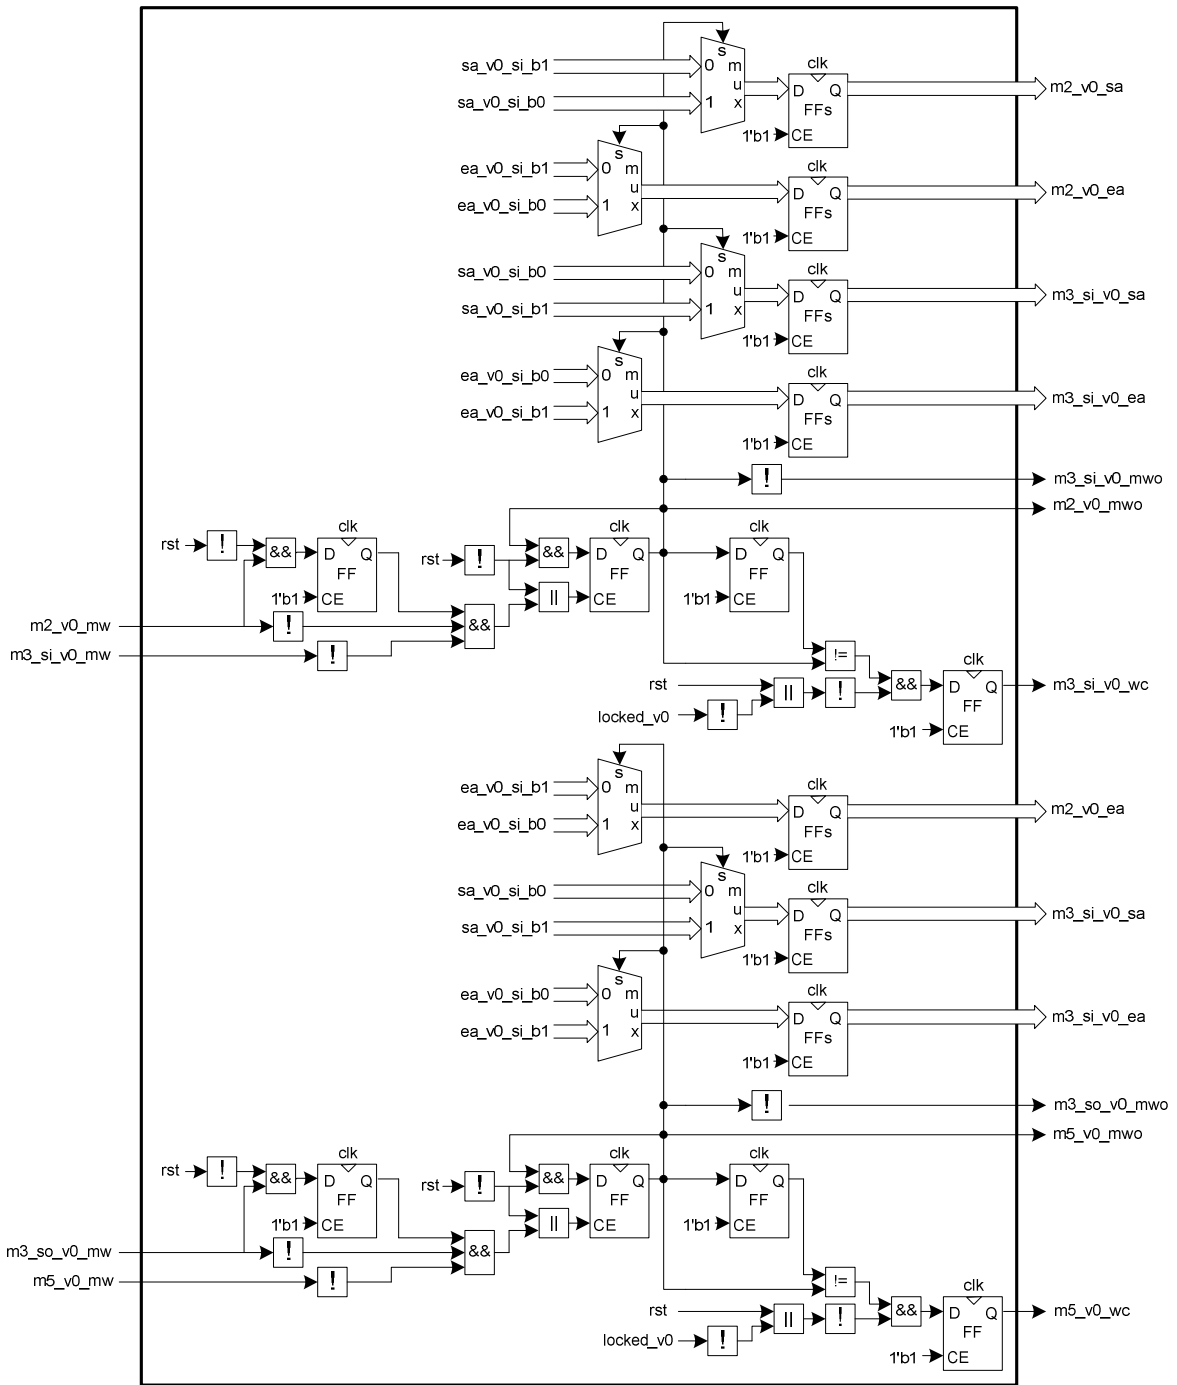 s
clk
sa_v0_si_b1
0 m
u
D Q
m2_v0_sa
sa_v0_si_b0
1 x
FFs
1'b1
CE
s
clk
ea_v0_si_b1
0 m
u
D Q
m2_v0_ea
ea_v0_si_b0
1 x
FFs
1'b1
CE
s
clk
sa_v0_si_b0
0 m
u
D Q
m3_si_v0_sa
sa_v0_si_b1
1 x
FFs
1'b1
CE
s
clk
ea_v0_si_b0
0 m
u
D Q
m3_si_v0_ea
ea_v0_si_b1
1 x
FFs
1'b1
CE
!
m3_si_v0_mwo
m2_v0_mwo
clk
clk
clk
rst
!
&&
D Q
rst
!
&&
D Q
D Q
FF
FF
FF
1'b1
CE
||
CE
1'b1
CE
m2_v0_mw
!
&&
m3_si_v0_mw
!
!=
clk
rst
||
!
&&
D Q
m3_si_v0_wc
locked_v0
!
FF
1'b1
CE
s
clk
ea_v0_si_b1
0 m
u
D Q
m2_v0_ea
ea_v0_si_b0
1 x
FFs
1'b1
CE
s
clk
sa_v0_si_b0
0 m
u
D Q
m3_si_v0_sa
sa_v0_si_b1
1 x
FFs
1'b1
CE
s
clk
ea_v0_si_b0
0 m
u
D Q
m3_si_v0_ea
ea_v0_si_b1
1 x
FFs
1'b1
CE
!
m3_so_v0_mwo
m5_v0_mwo
clk
clk
clk
rst
!
&&
D Q
rst
!
&&
D Q
D Q
FF
FF
FF
1'b1
CE
||
CE
1'b1
CE
m3_so_v0_mw
!
&&
m5_v0_mw
!
!=
clk
rst
||
!
&&
D Q
m5_v0_wc
locked_v0
!
FF
1'b1
CE